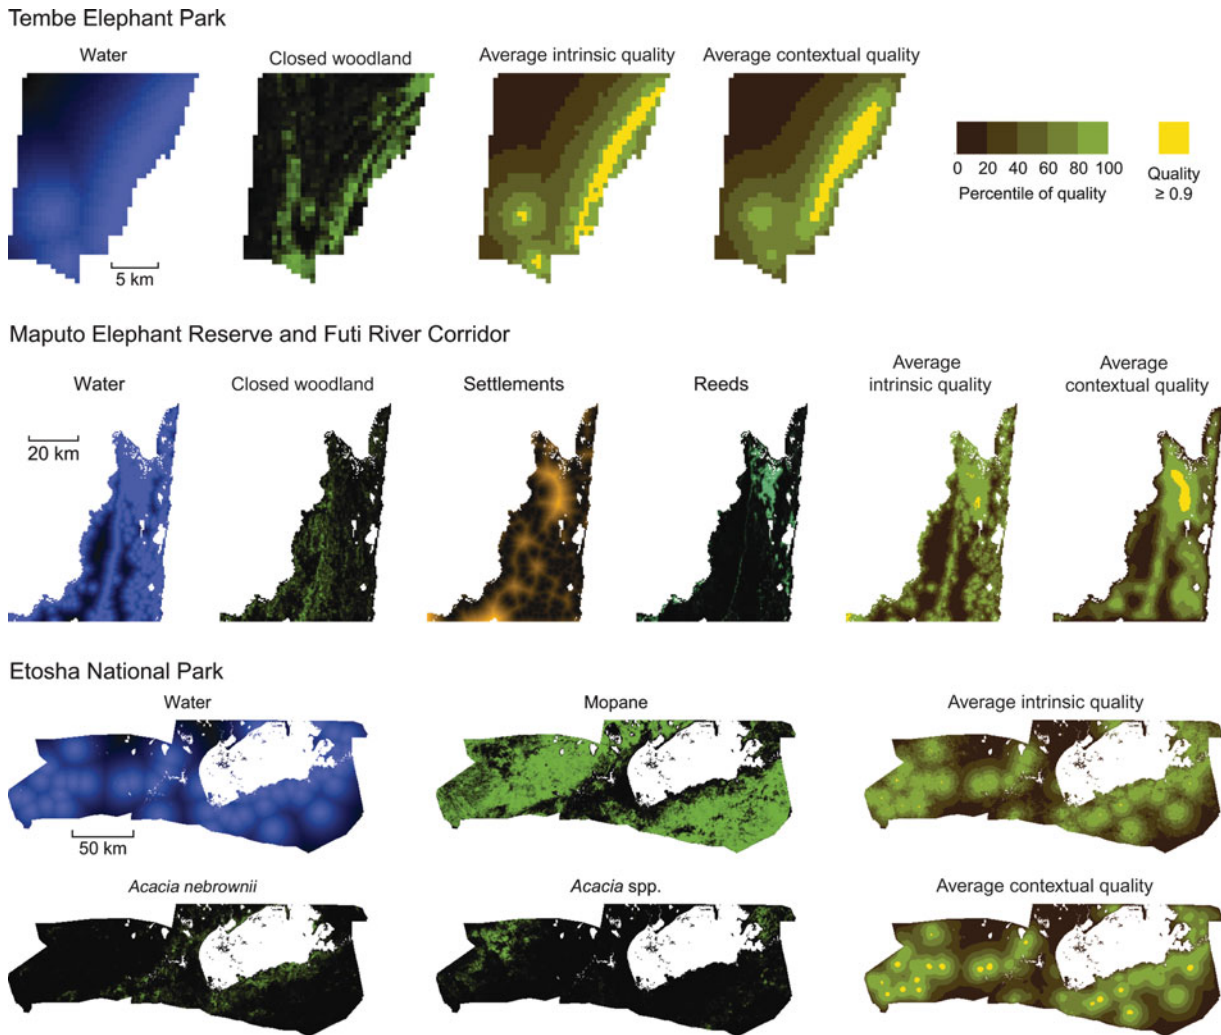 Tembe Elephant Park
Water
Closed woodland
Average intrinsic quality
Average contextual quality
0 20 40 60 80 100
Percentile of quality
Quality
≥ 0.9
5 km
Maputo Elephant Reserve and Futi River Corridor
Water
Closed woodland
Settlements
Reeds
Average
intrinsic quality
Average
contextual quality
20 km
Etosha National Park
Water
Mopane
Average intrinsic quality
50 km
Acacia nebrownii
Acacia spp.
Average contextual quality